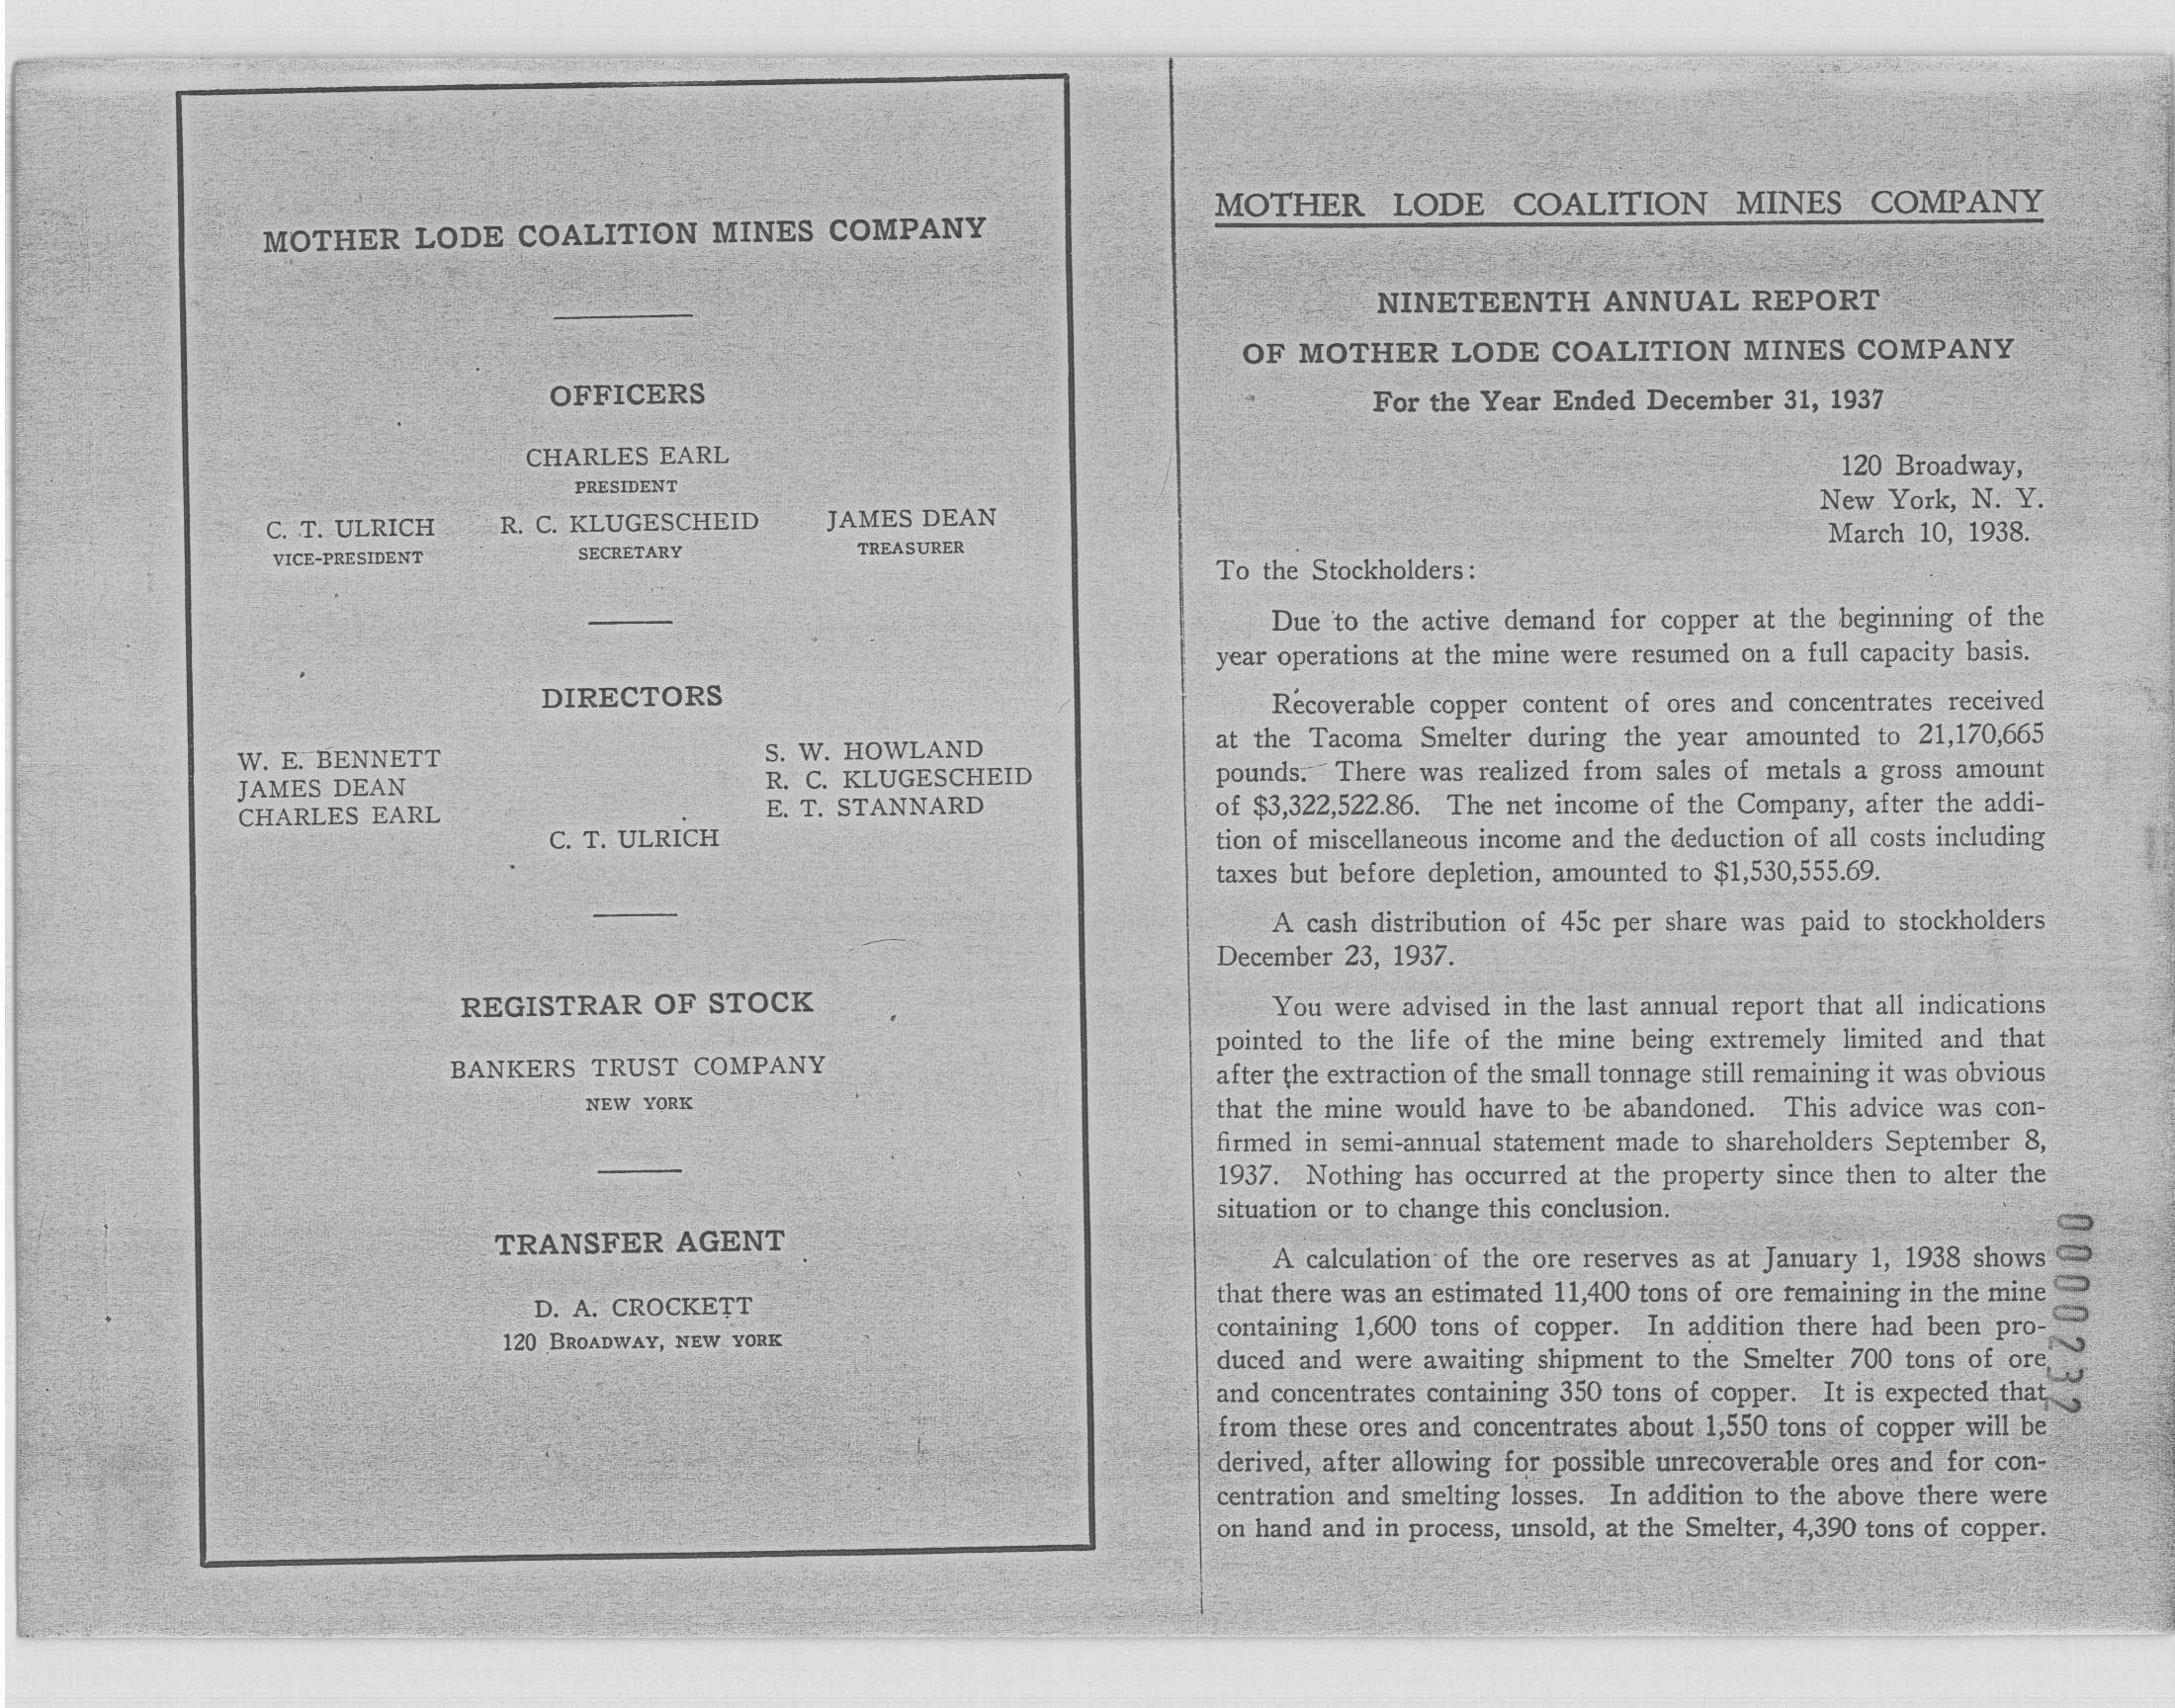 MOTHER LODE COALITION MINES COMPANY
OFFICERS
CHARLES EARL
PRESIDENT
C. T. ULRICH R. C. KLUGESCHEID JAMES DEAN
VICE-PRESIDENT SECRETARY TREASURER
DIRECTORS
W. E. BENNETT S. W. HOWLAND
JAMES DEAN R. C. KLUGESCHEID
CHARLES EARL E. T. STANNARD
C. T. ULRICH
REGISTRAR OF STOCK
BANKERS TRUST COMPANY
NEW YORK
TRANSFER AGENT
D. A. CROCKETT
120 BROADWAY, NEW YORK
MOTHER LODE COALITION MINES COMPANY
NINETEENTH ANNUAL REPORT
OF MOTHER LODE COALITION MINES COMPANY
For the Year Ended December 31, 1937
120 Broadway,
New York, N. Y.
March 10, 1938.
To the Stockholders:
Due to the active demand for copper at the beginning of the
year operations at the mine were resumed on a full capacity basis.
Recoverable copper content of ores and concentrates received
at the Tacoma Smelter during the year amounted to 21,170,665
pounds. There was realized from sales of metals a gross amount
of $3,322,522.86. The net income of the Company, after the addi-
tion of miscellaneous income and the deduction of all costs including
taxes but before depletion, amounted to $1,530,555.69.
A cash distribution of 45c per share was paid to stockholders
December 23, 1937.
You were advised in the last annual report that all indications
pointed to the life of the mine being extremely limited and that
after the extraction of the small tonnage still remaining it was obvious
that the mine would have to be abandoned. This advice was con-
firmed in semi-annual statement made to shareholders September 8,
1937. Nothing has occurred at the property since then to alter the
situation or to change this conclusion.
A calculation of the ore reserves as at January 1, 1938 shows
that there was an estimated 11,400 tons of ore remaining in the mine
containing 1,600 tons of copper. In addition there had been pro-
duced and were awaiting shipment to the Smelter 700 tons of ore
and concentrates containing 350 tons of copper. It is expected that
from these ores and concentrates about 1,550 tons of copper will be
derived, after allowing for possible unrecoverable ores and for con-
centration and smelting losses. In addition to the above there were
on hand and in process, unsold, at the Smelter, 4,390 tons of copper.
0000232